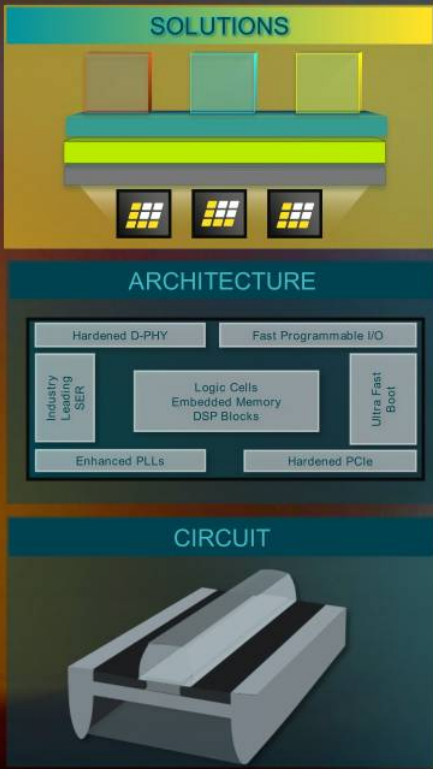 SOLUTIONS
ARCHITECTURE
Hardened D-PHY
Fast Programmable I/O
Industry
Leading
SER
Logic Cells
Embedded Memory
DSP Blocks
Ultra Fast
Boot
Enhanced PLLs
Hardened PCIe
CIRCUIT